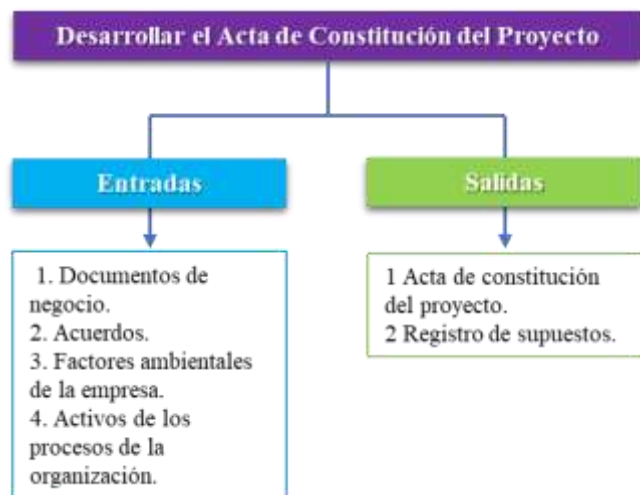 Desarrollar el Acta de Constitución del Proyecto
Entradas
Salidas
1. Documentos de
negocio.
2. Acuerdos.
3. Factores ambientales
de la empresa.
4. Activos de los
procesos de la
organización.
1 Acta de constitución
del proyecto.
2 Registro de supuestos.